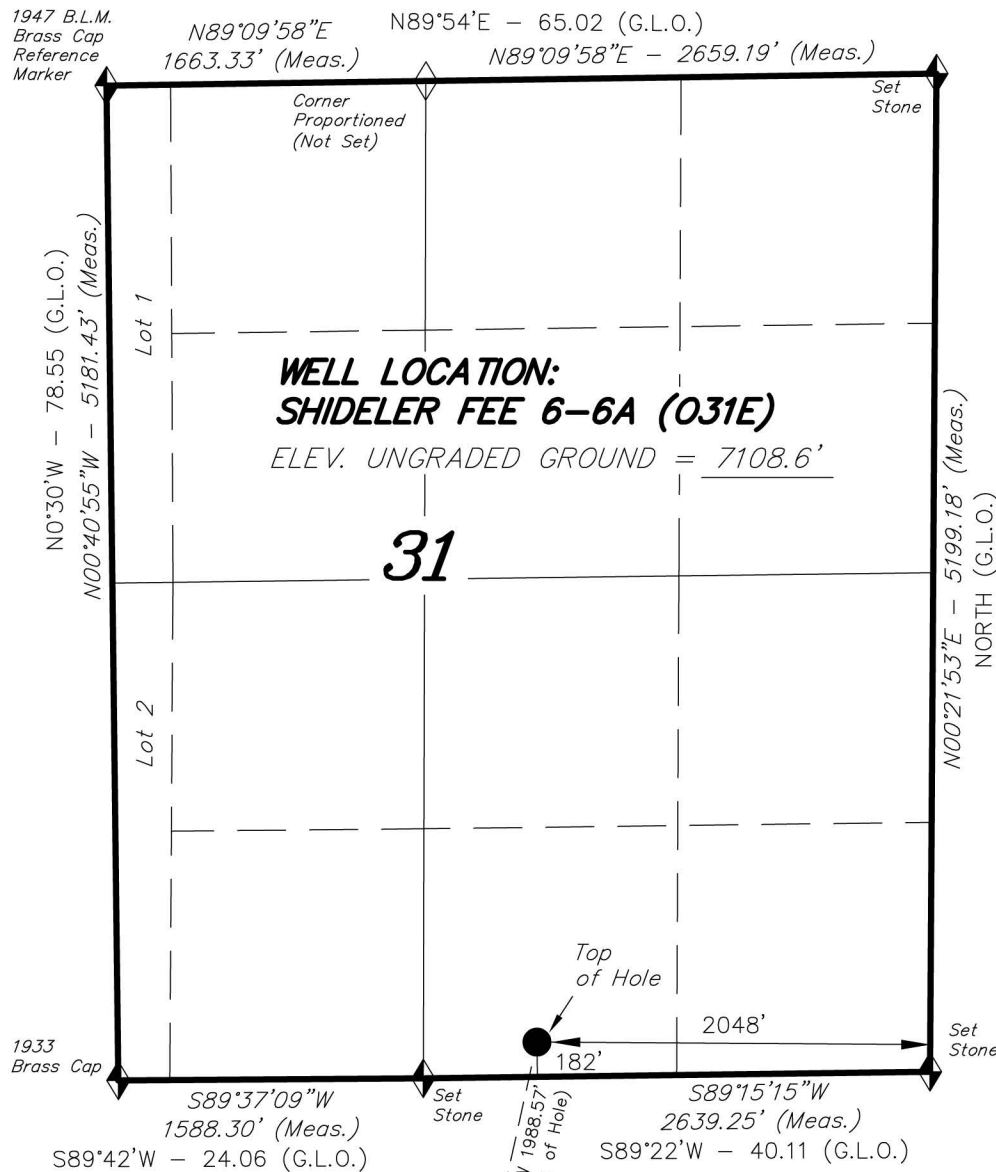 1947 B.L.M.
Brass Cap
Reference
Marker
N89°09'58"E
1663.33' (Meas.)
N89°54'E – 65.02 (G.L.O.)
N89°09'58"E – 2659.19' (Meas.)
Corner
Proportioned
(Not Set)
Set
Stone
N0°30'W – 78.55 (G.L.O.)
N00°40'55"W – 5181.43' (Meas.)
Lot 1
WELL LOCATION:
SHIDELER FEE 6–6A (O31E)
ELEV. UNGRADED GROUND = 7108.6'
31
N00°21'53"E – 5199.18' (Meas.)
NORTH (G.L.O.)
Lot 2
Top
of Hole
2048'
182'
1933
Brass Cap
Set
Stone
Set
Stone
S89°37'09"W
1588.30' (Meas.)
S89°42'W – 24.06 (G.L.O.)
1988.57'
of Hole)
S89°15'15"W
2639.25' (Meas.)
S89°22'W – 40.11 (G.L.O.)